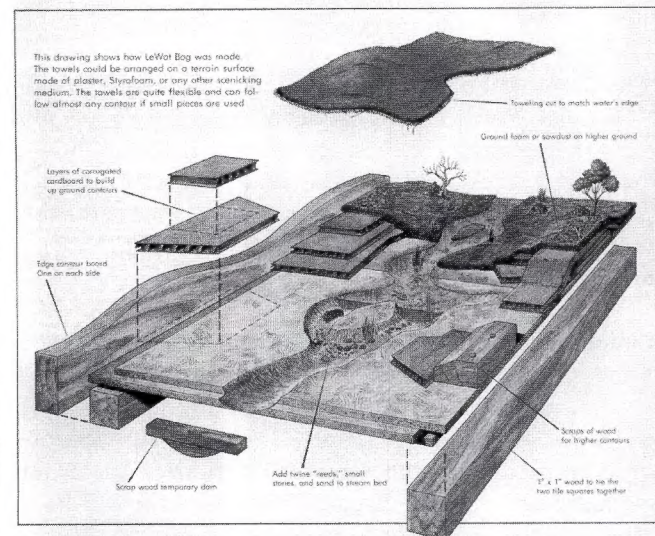 This drawing shows how LeWat Bog was made.
The towels could be arranged on a terrain surface
made of plaster, Styrofoam, or any other scenicking
medium. The towels are quite flexible and can fol-
low almost any contour if small pieces are used
Toweling cut to match water's edge
Ground foam or sawdust on higher ground
Layers of corrugated
cardboard to build
up ground contours
Edge contour board
One on each side
Scrap wood temporary dam
Add twine "reeds," small
stones, and sand to stream bed
Scraps of wood
for higher contours
1" x 1" wood to tie the
two tile squares together